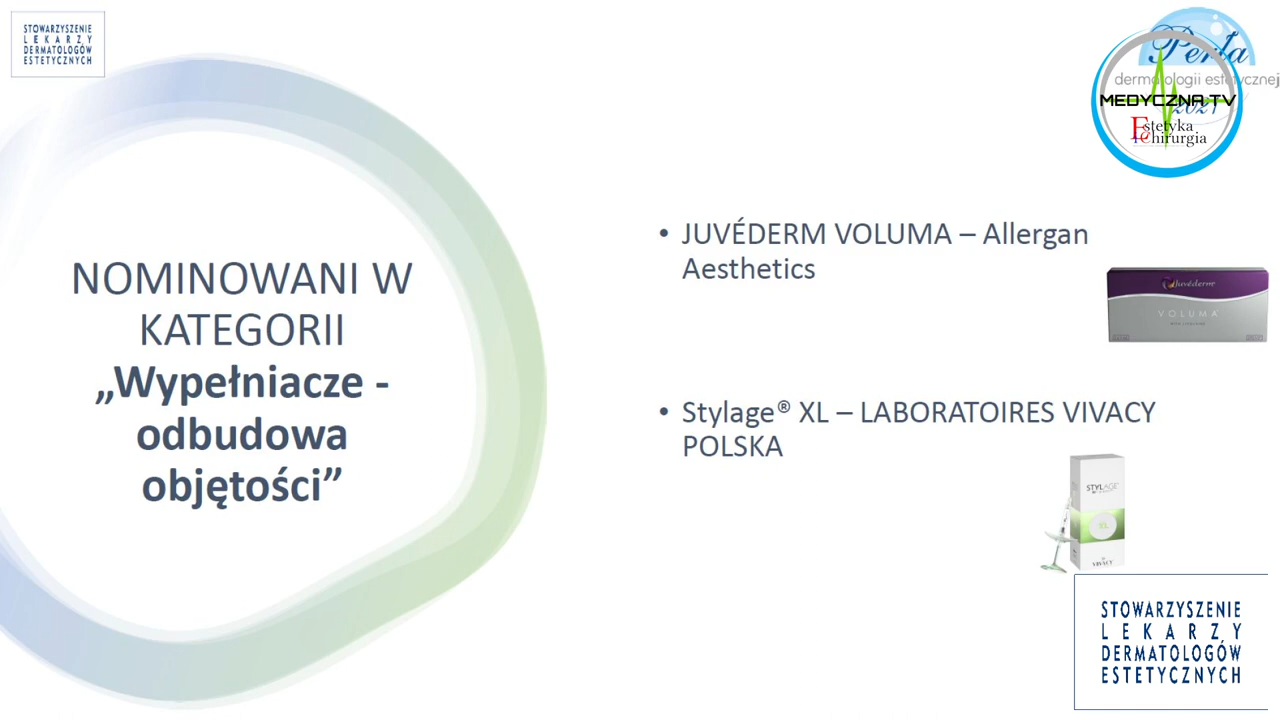 STOWARZYSZENIE
LEKARZY
DERMATOLOGÓW
ESTETYCZNYCH
Perła
dermatologii estetycznej
MEDYCZNA TV
2021
Estetyka
i Chirurgia
NOMINOWANI W
KATEGORII
„Wypełniacze -
odbudowa
objętości”
• JUVÉDERM VOLUMA – Allergan
Aesthetics
Juvéderm
VOLUMA
• Stylage® XL – LABORATOIRES VIVACY
POLSKA
STYLAGE
XL
VIVACY
STOWARZYSZENIE
LEKARZY
DERMATOLOGÓW
ESTETYCZNYCH